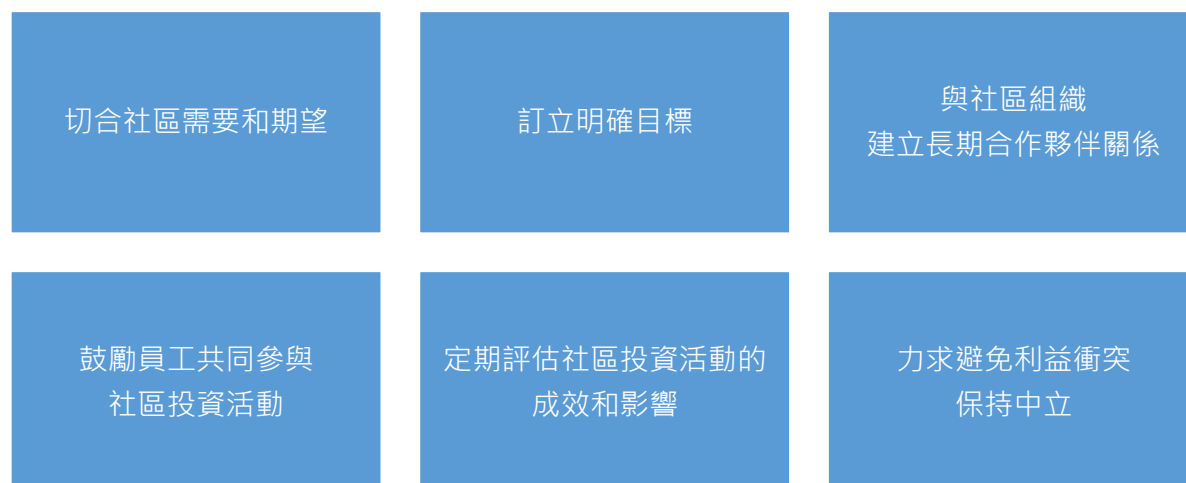 切合社區需要和期望
訂立明確目標
與社區組織
建立長期合作夥伴關係
鼓勵員工共同參與
社區投資活動
定期評估社區投資活動的
成效和影響
力求避免利益衝突
保持中立